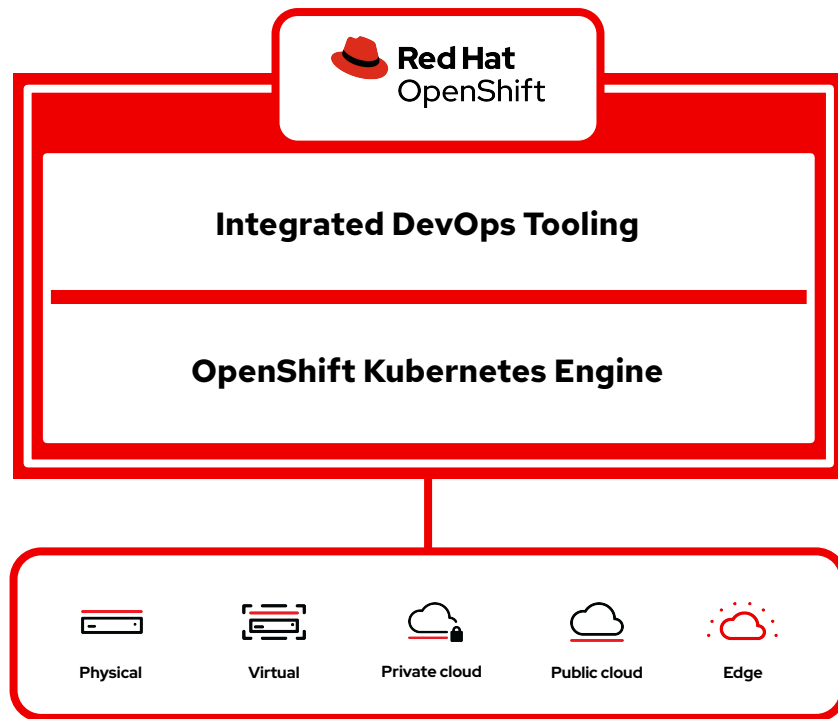 Red Hat
OpenShift
Integrated DevOps Tooling
OpenShift Kubernetes Engine
Physical
Virtual
Private cloud
Public cloud
Edge